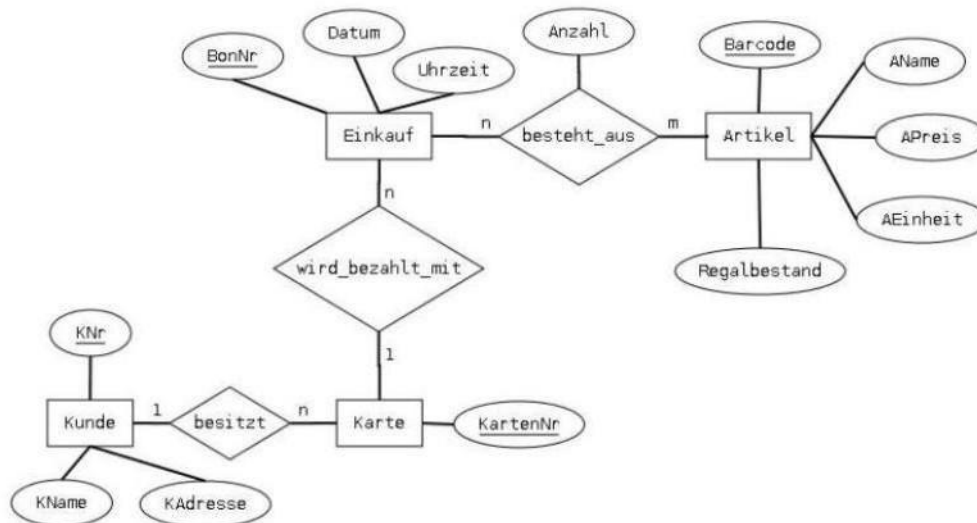 Datum
Anzahl
BonNr
Barcode
Uhrzeit
AName
n
m
Einkauf
besteht_aus
Artikel
APreis
n
AEinheit
wird_bezahlt_mit
Regalbestand
KNr
1
Kunde
1
besitzt
n
Karte
KartenNr
KName
KAdresse